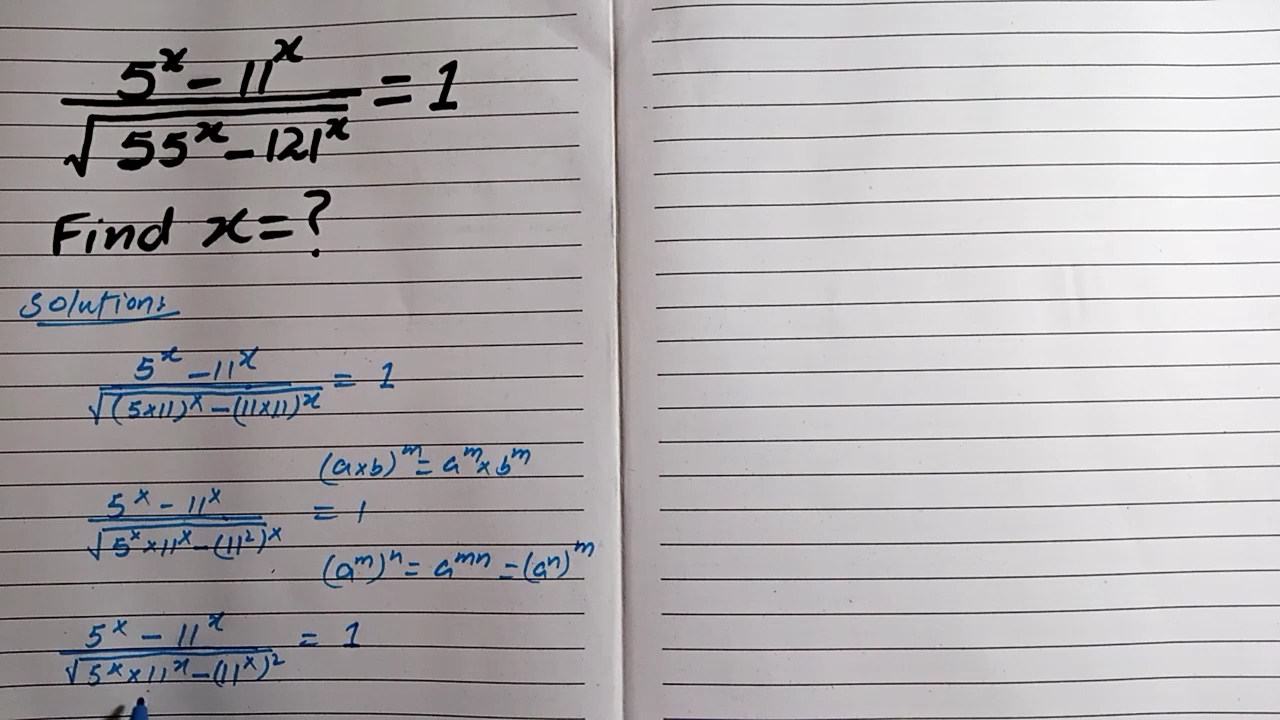 5^x - 11^x
√55^x - 121^x = 1
Find x = ?
Solution:
5^x - 11^x
√(5×11)^x - (11×11)^x = 1
(a×b)^m = a^m × b^m
5^x - 11^x
√5^x × 11^x - (11^2)^x = 1
(a^m)^n = a^mn = (a^n)^m
5^x - 11^x
√5^x × 11^x - (11^x)^2 = 1